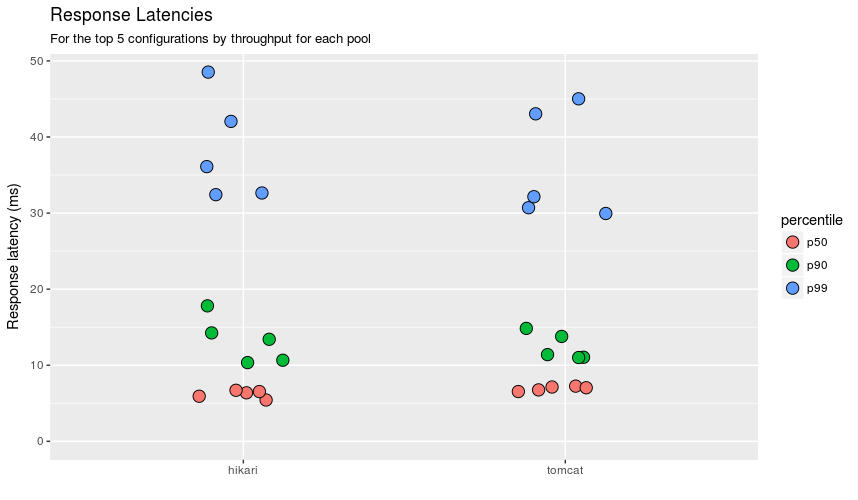 Response Latencies
For the top 5 configurations by throughput for each pool
Response latency (ms)
50
40
30
20
10
0
hikari
tomcat
percentile
p50
p90
p99